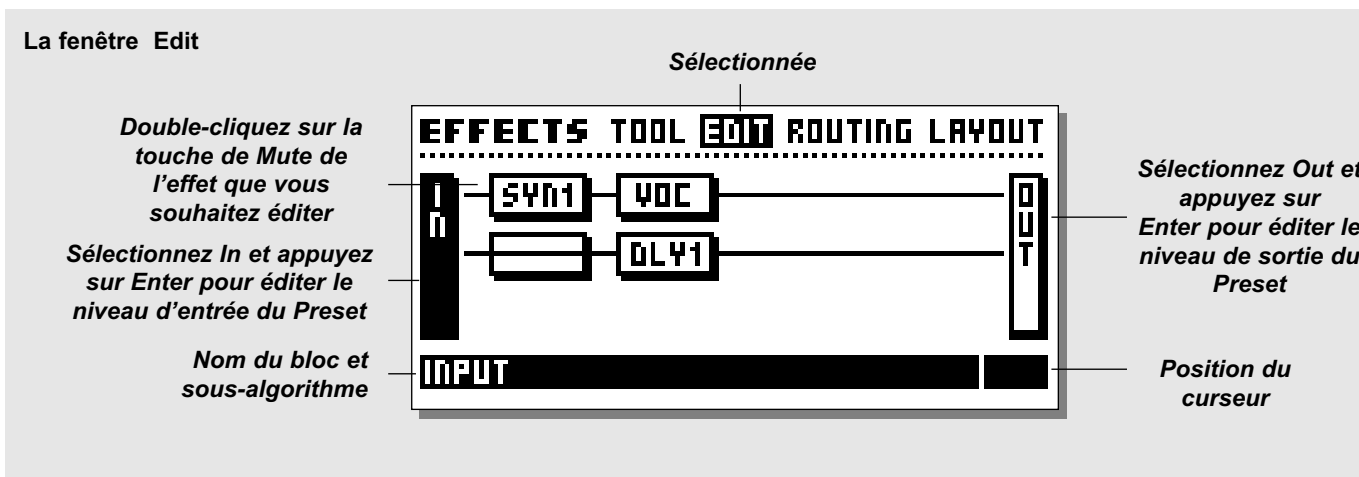 La fenêtre Edit
Sélectionnée
Double-cliquez sur la
touche de Mute de
l'effet que vous
souhaitez éditer
Sélectionnez In et appuyez
sur Enter pour éditer le
niveau d'entrée du Preset
Nom du bloc et
sous-algorithme
EFFECTS TOOL EDIT ROUTING LAYOUT
In
SYN1 VOC
DLY1
OUT
INPUT
Sélectionnez Out et
appuyez sur
Enter pour éditer le
niveau de sortie du
Preset
Position du
curseur